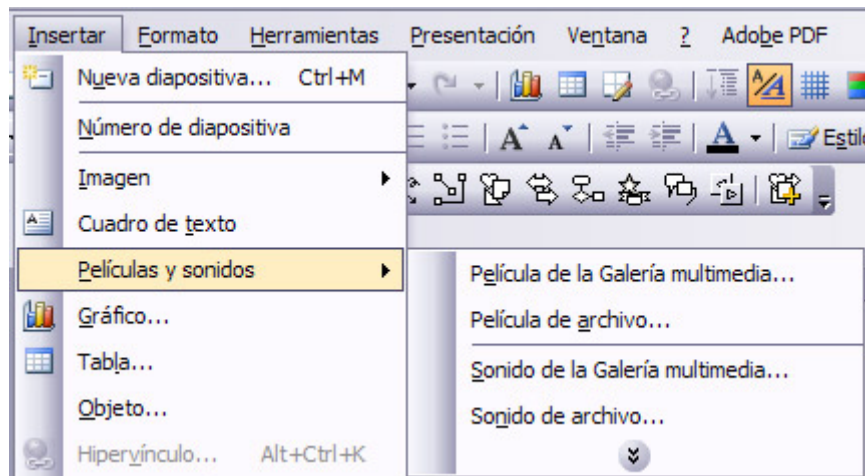 Insertar Formato Herramientas Presentación Ventana ? Adobe PDF
Nueva diapositiva... Ctrl+M
Número de diapositiva
A A A Estilo
Imagen
Cuadro de texto
Películas y sonidos
Película de la Galería multimedia...
Gráfico...
Película de archivo...
Tabla...
Sonido de la Galería multimedia...
Objeto...
Sonido de archivo...
Hipervínculo... Alt+Ctrl+K